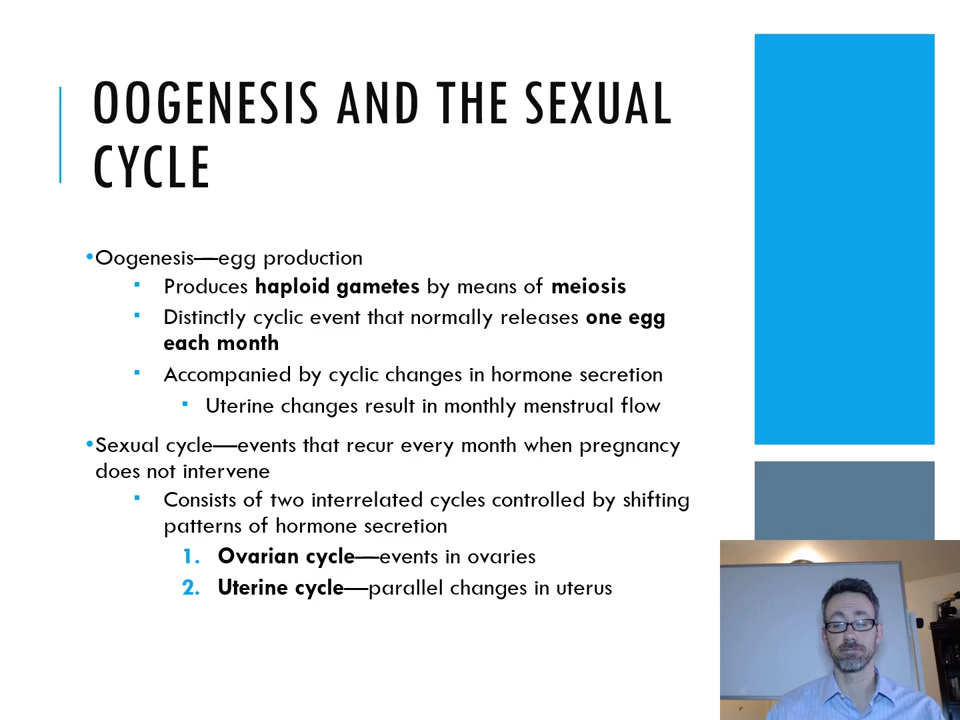 OOGENESIS AND THE SEXUAL
CYCLE
•Oogenesis—egg production
▪ Produces haploid gametes by means of meiosis
▪ Distinctly cyclic event that normally releases one egg
each month
▪ Accompanied by cyclic changes in hormone secretion
▪ Uterine changes result in monthly menstrual flow
•Sexual cycle—events that recur every month when pregnancy
does not intervene
▪ Consists of two interrelated cycles controlled by shifting
patterns of hormone secretion
1. Ovarian cycle—events in ovaries
2. Uterine cycle—parallel changes in uterus